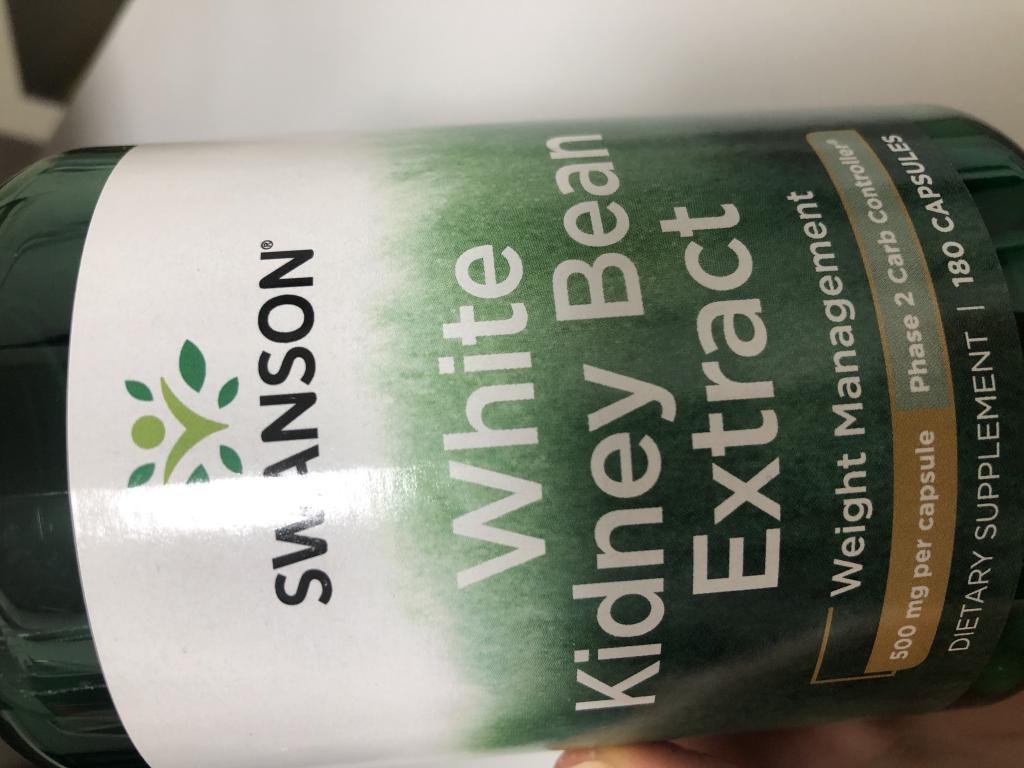 SWANSON®
White
Kidney Bean
Extract
Weight Management
500 mg per capsule Phase 2 Carb Controller®
DIETARY SUPPLEMENT | 180 CAPSULES